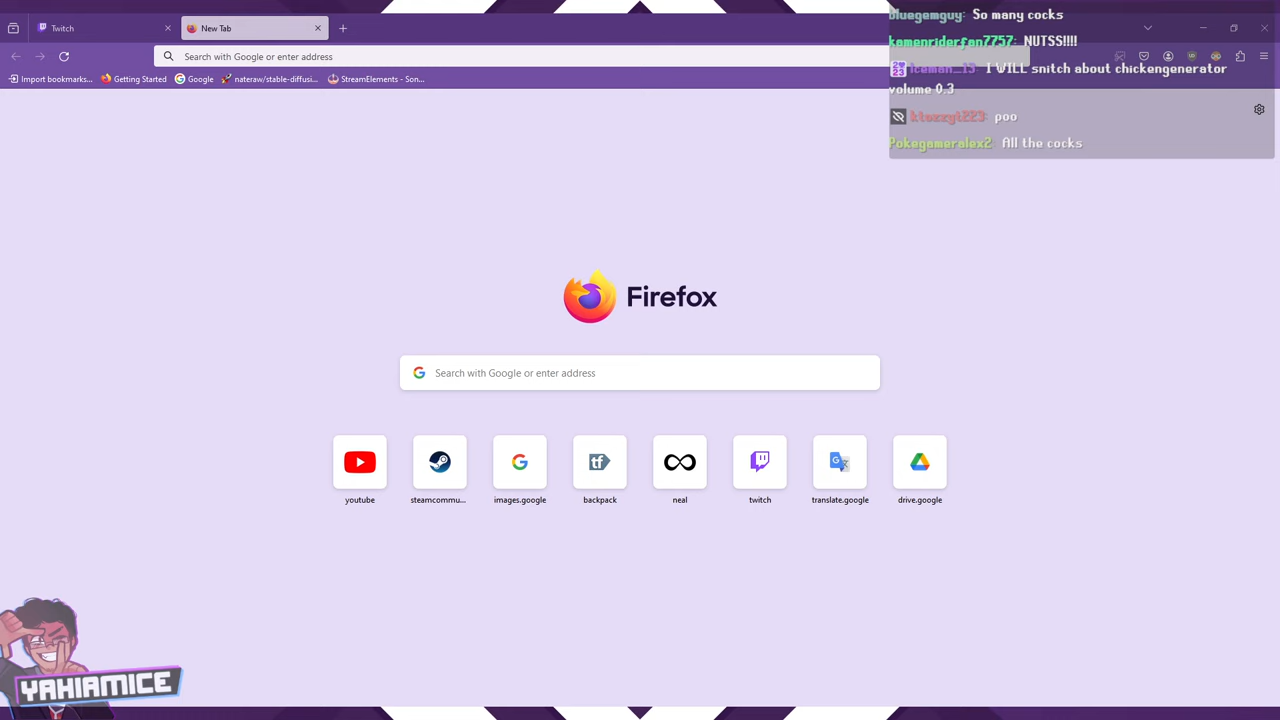 Twitch
New Tab
Search with Google or enter address
Import bookmarks...
Getting Started
Google
nateraw/stable-diffusi...
StreamElements - Son...
bluegemguy: So many cocks
kamenriderfan7757: NUTSS!!!!
iceman_13: I WILL snitch about chickengenerator
volume 0.3
poo
Pokegameralex2 All the cocks
Firefox
Search with Google or enter address
youtube
steamcommu...
images.google
backpack
neal
twitch
translate.google
drive.google
YAHIAMICE